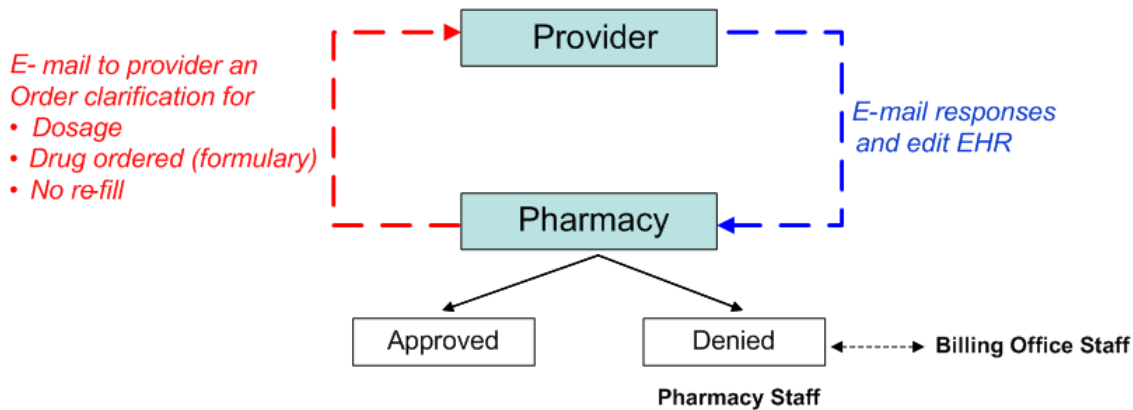 Provider
E- mail to provider an
Order clarification for
• Dosage
• Drug ordered (formulary)
• No re-fill
E-mail responses
and edit EHR
Pharmacy
Approved
Denied
Billing Office Staff
Pharmacy Staff